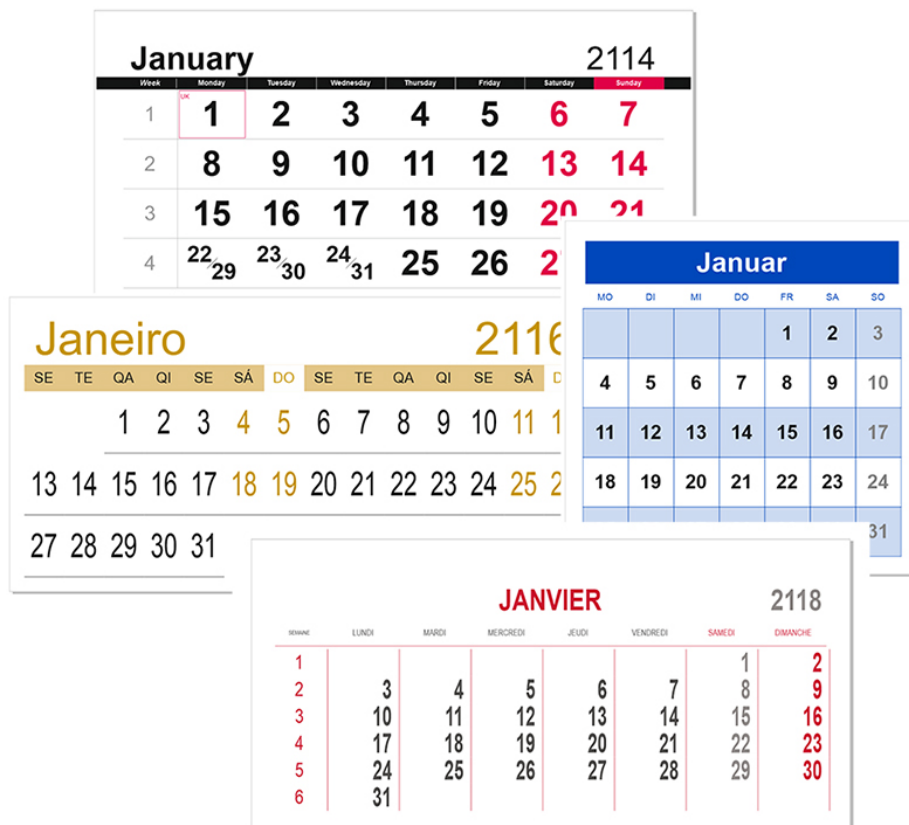 January 2114
Week Monday Tuesday Wednesday Thursday Friday Saturday Sunday
UK
1 1 2 3 4 5 6 7
2 8 9 10 11 12 13 14
3 15 16 17 18 19 20 21
4 22/29 23/30 24/31 25 26
Januar
MO DI MI DO FR SA SO
1 2 3
4 5 6 7 8 9 10
11 12 13 14 15 16 17
18 19 20 21 22 23 24
31
Janeiro 2116
SE TE QA QI SE SÁ DO SE TE QA QI SE SÁ
1 2 3 4 5 6 7 8 9 10 11
13 14 15 16 17 18 19 20 21 22 23 24 25
27 28 29 30 31
JANVIER 2118
SEMAINE LUNDI MARDI MERCREDI JEUDI VENDREDI SAMEDI DIMANCHE
1 1 2
2 3 4 5 6 7 8 9
3 10 11 12 13 14 15 16
4 17 18 19 20 21 22 23
5 24 25 26 27 28 29 30
6 31